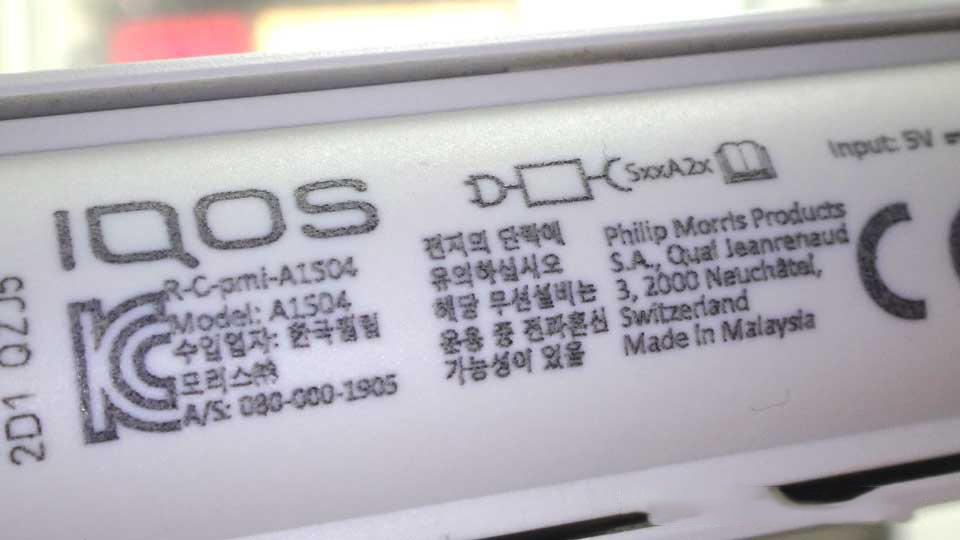 IQOS
R-C-pmi-A1504
Model: A1504
수입업자: 한국필립
모리스㈜
A/S: 080-000-1905
SxxA2x
전지의 단락에
유의하십시오
해당 무선설비는
운용 중 전파혼신
가능성이 있음
Philip Morris Products
S.A., Quai Jeanrenaud
3, 2000 Neuchâtel,
Switzerland
Made in Malaysia
Input: 5V
CE
2D1